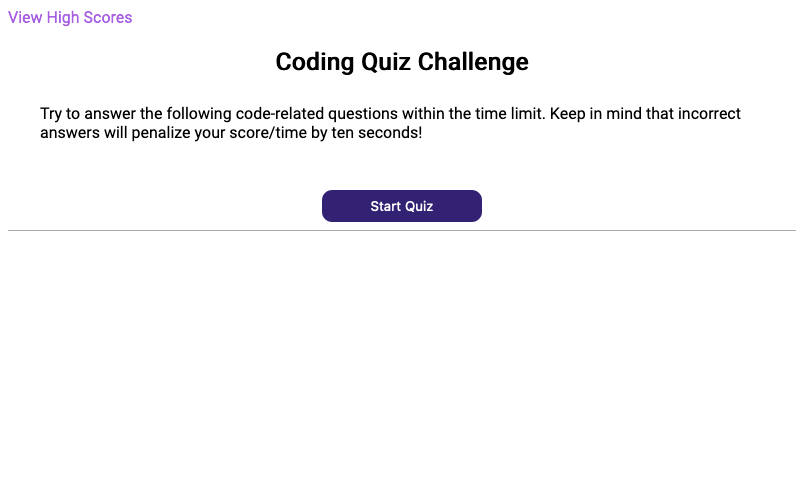 View High Scores
Coding Quiz Challenge
Try to answer the following code-related questions within the time limit. Keep in mind that incorrect
answers will penalize your score/time by ten seconds!
Start Quiz